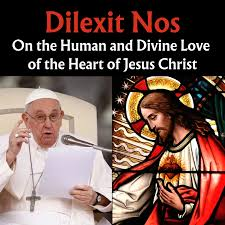 Dilexit Nos
On the Human and Divine Love
of the Heart of Jesus Christ